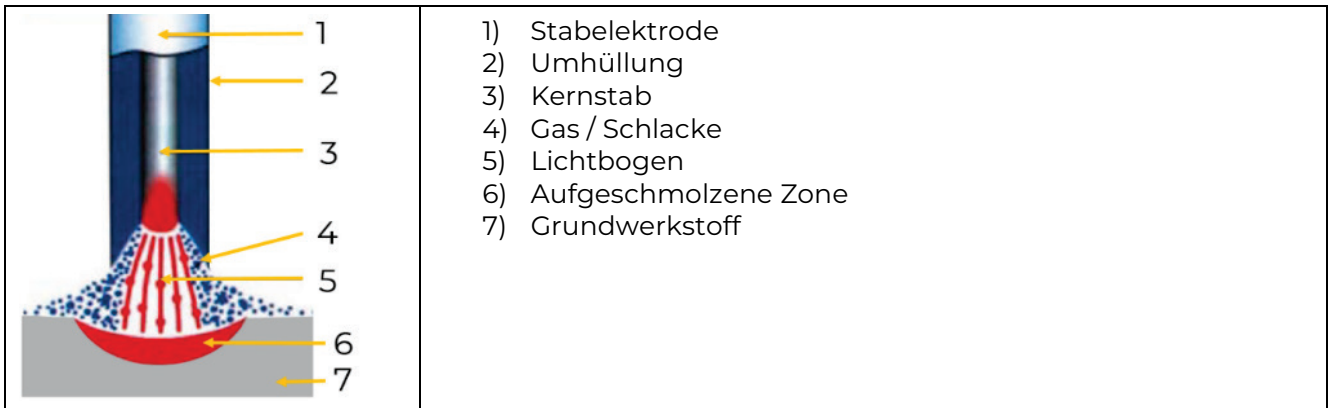 1
2
3
4
5
6
7
1) Stabelektrode
2) Umhüllung
3) Kernstab
4) Gas / Schlacke
5) Lichtbogen
6) Aufgeschmolzene Zone
7) Grundwerkstoff